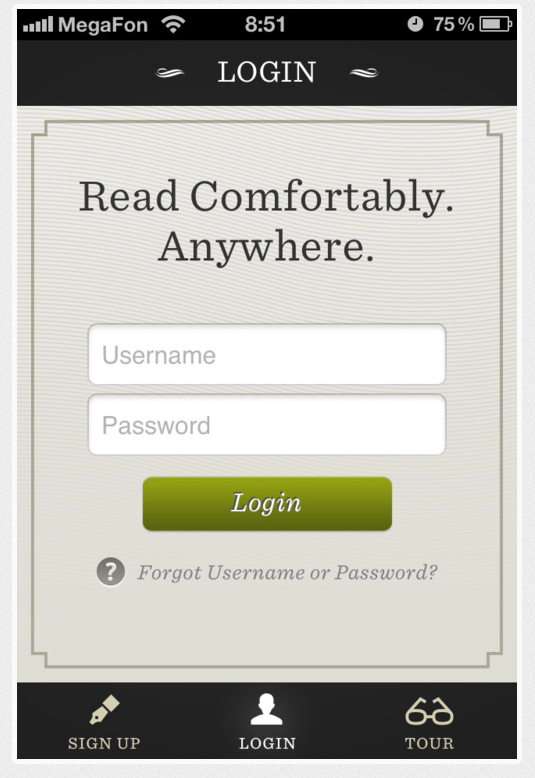 MegaFon 8:51 75%
LOGIN
Read Comfortably.
Anywhere.
Username
Password
Login
? Forgot Username or Password?
SIGN UP LOGIN TOUR